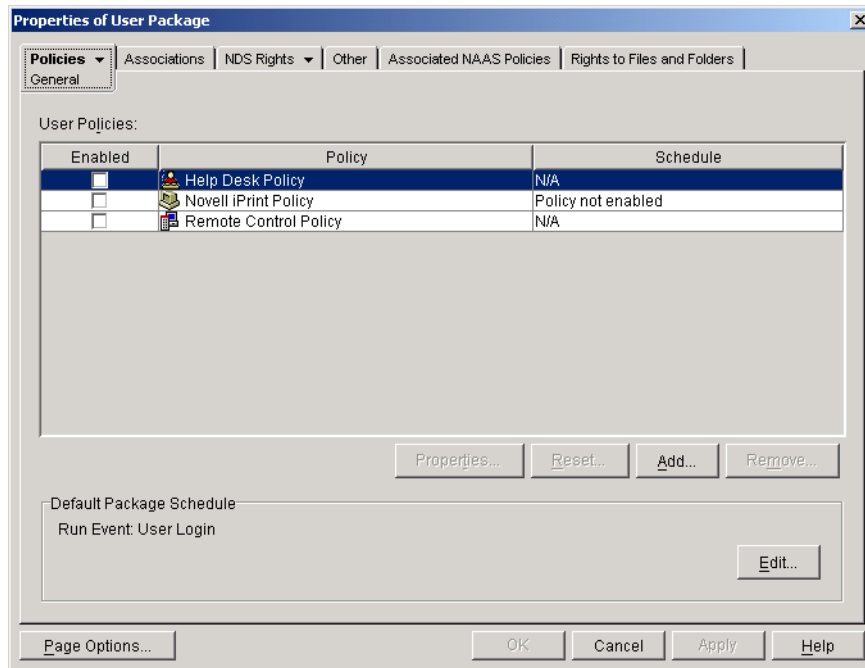 Properties of User Package
Policies Associations NDS Rights Other Associated NAAS Policies Rights to Files and Folders
General
User Policies:
Enabled Policy Schedule
Help Desk Policy N/A
Novell iPrint Policy Policy not enabled
Remote Control Policy N/A
Properties... Reset... Add... Remove...
Default Package Schedule
Run Event: User Login
Edit...
Page Options... OK Cancel Apply Help